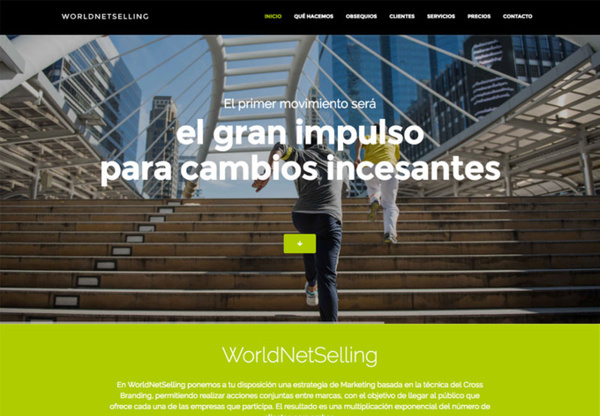 WORLDNETSELLING
INICIO QUÉ HACEMOS OBSEQUIOS CLIENTES SERVICIOS PRECIOS CONTACTO
El primer movimiento será
el gran impulso
para cambios incesantes
WorldNetSelling
En WorldNetSelling ponemos a tu disposición una estrategia de Marketing basada en la técnica del Cross
Branding, permitiendo realizar acciones conjuntas entre marcas, con el objetivo de llegar al público que
ofrece cada una de las empresas que participa. El resultado es una multiplicación exponencial del número de